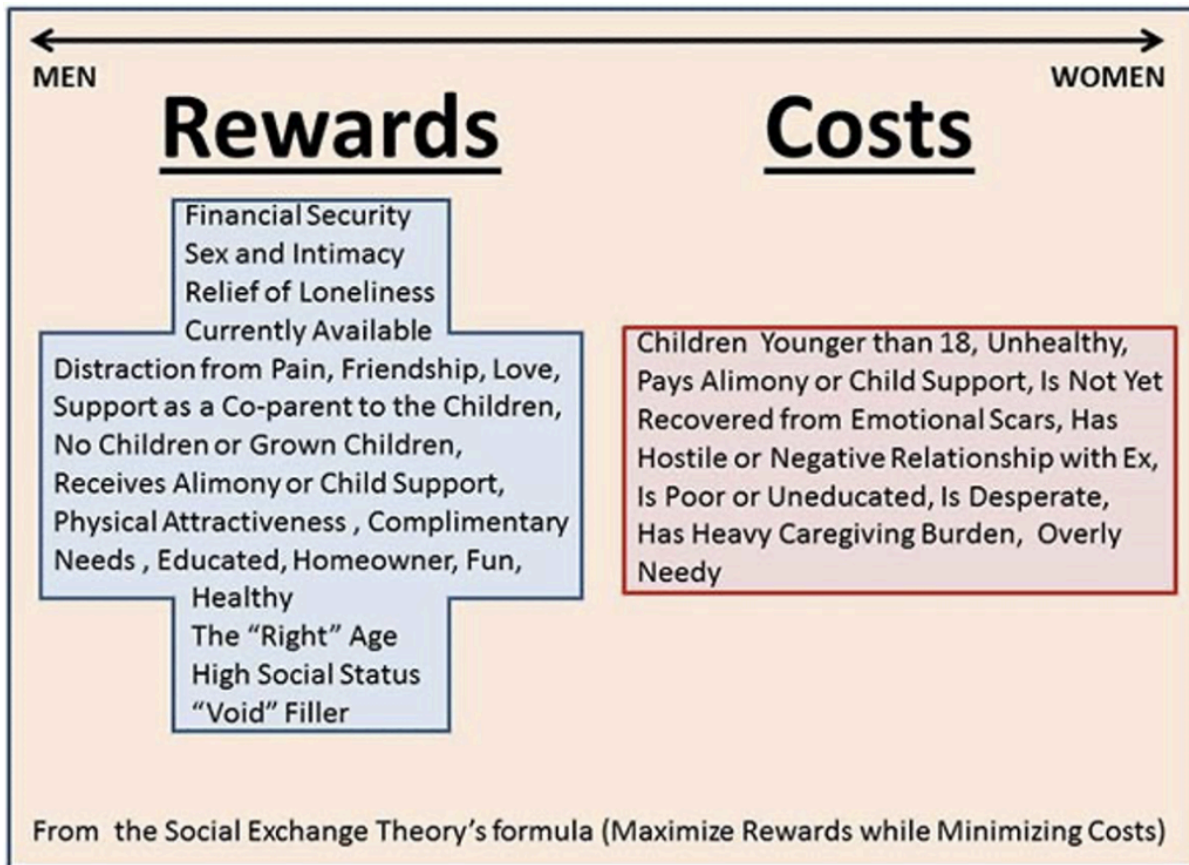 MEN
WOMEN
Rewards
Costs
Financial Security
Sex and Intimacy
Relief of Loneliness
Currently Available
Distraction from Pain, Friendship, Love,
Support as a Co-parent to the Children,
No Children or Grown Children,
Receives Alimony or Child Support,
Physical Attractiveness , Complimentary
Needs , Educated, Homeowner, Fun,
Healthy
The “Right” Age
High Social Status
“Void” Filler
Children Younger than 18, Unhealthy,
Pays Alimony or Child Support, Is Not Yet
Recovered from Emotional Scars, Has
Hostile or Negative Relationship with Ex,
Is Poor or Uneducated, Is Desperate,
Has Heavy Caregiving Burden, Overly
Needy
From the Social Exchange Theory’s formula (Maximize Rewards while Minimizing Costs)